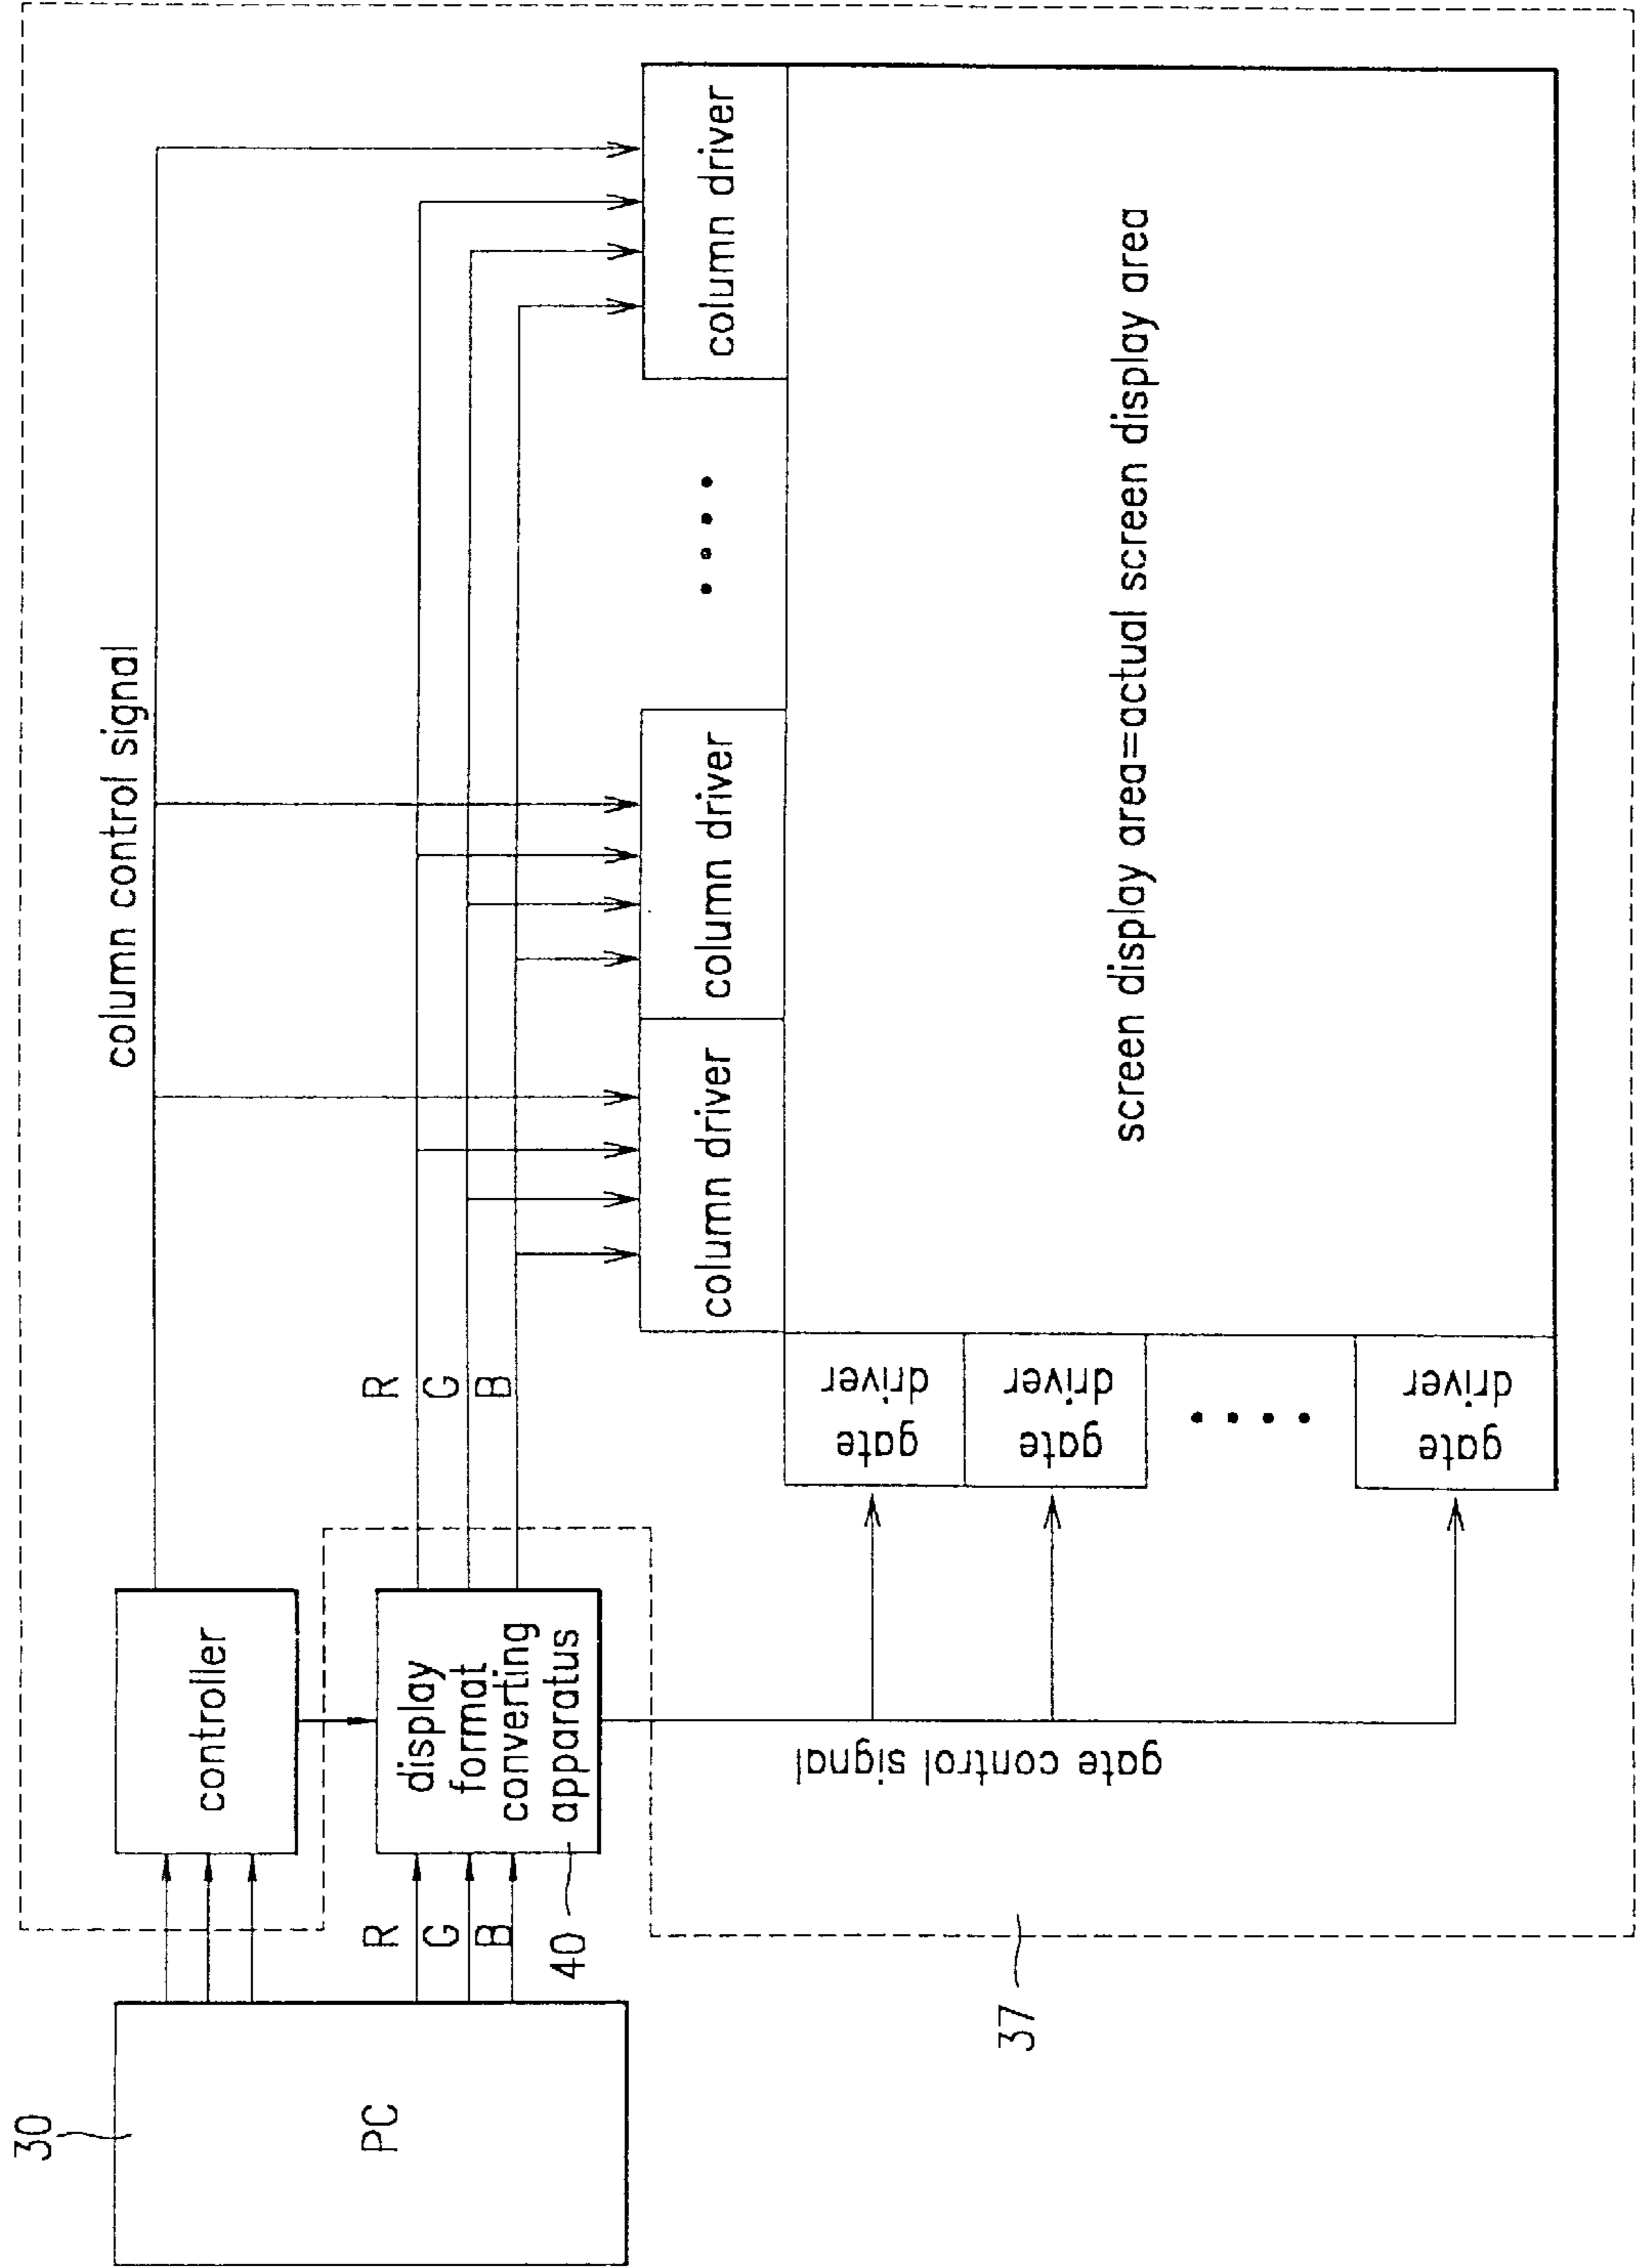 30
PC
controller
R
G
B
40
display
format
converting
apparatus
column control signal
R
G
B
column driver
column driver
column driver
gate
driver
gate
driver
gate
driver
gate control signal
screen display area=actual screen display area
37